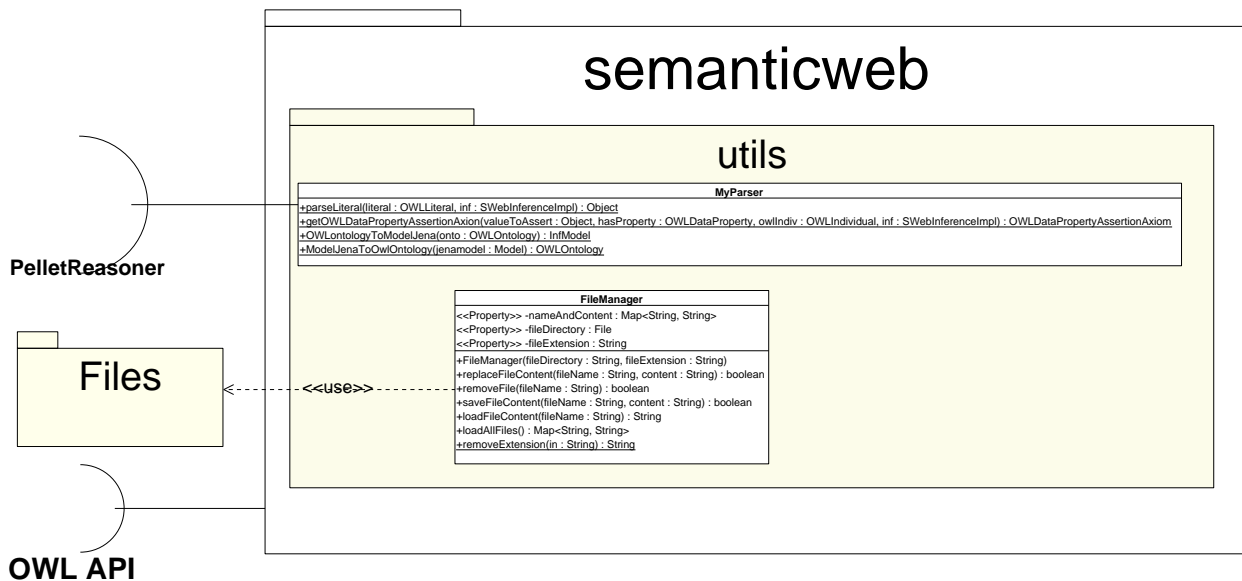 semanticweb
utils
MyParser
+parseLiteral(literal : OWLLiteral, inf : SWebInferenceImpl) : Object
+getOWLDataPropertyAssertionAxion(valueToAssert : Object, hasProperty : OWLDataProperty, owlIndiv : OWLIndividual, inf : SWebInferenceImpl) : OWLDataPropertyAssertionAxiom
+OWLontologyToModelJena(onto : OWLOntology) : InfModel
+ModelJenaToOwlOntology(jenamodel : Model) : OWLOntology
PelletReasoner
FileManager
<<Property>> -nameAndContent : Map<String, String>
<<Property>> -fileDirectory : File
<<Property>> -fileExtension : String
+FileManager(fileDirectory : String, fileExtension : String)
+replaceFileContent(fileName : String, content : String) : boolean
+removeFile(fileName : String) : boolean
+saveFileContent(fileName : String, content : String) : boolean
+loadFileContent(fileName : String) : String
+loadAllFiles() : Map<String, String>
+removeExtension(in : String) : String
Files
<<use>>
OWL API